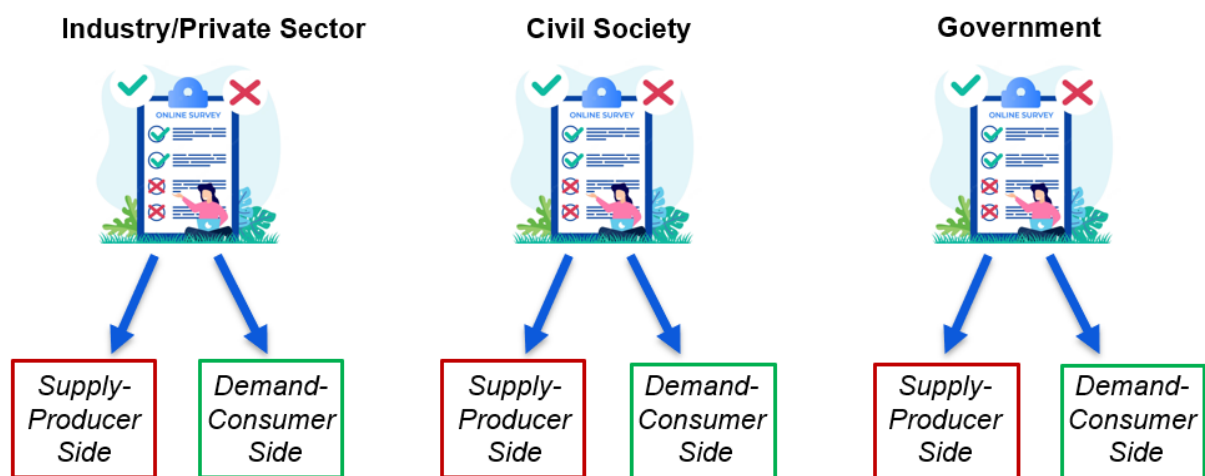 Industry/Private Sector
Civil Society
Government
ONLINE SURVEY
ONLINE SURVEY
ONLINE SURVEY
Supply-
Producer
Side
Demand-
Consumer
Side
Supply-
Producer
Side
Demand-
Consumer
Side
Supply-
Producer
Side
Demand-
Consumer
Side